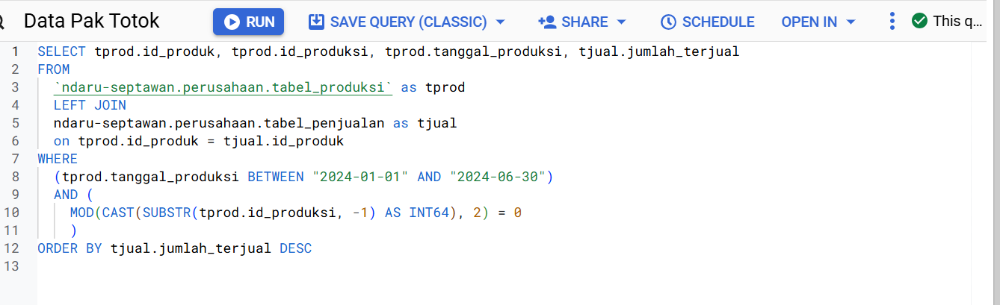 Data Pak Totok RUN SAVE QUERY (CLASSIC) SHARE SCHEDULE OPEN IN This q...
1 SELECT tprod.id_produk, tprod.id_produksi, tprod.tanggal_produksi, tjual.jumlah_terjual
2 FROM
3 `ndaru-septawan.perusahaan.tabel_produksi` as tprod
4 LEFT JOIN
5 ndaru-septawan.perusahaan.tabel_penjualan as tjual
6 on tprod.id_produk = tjual.id_produk
7 WHERE
8 (tprod.tanggal_produksi BETWEEN "2024-01-01" AND "2024-06-30")
9 AND (
10 MOD(CAST(SUBSTR(tprod.id_produksi, -1) AS INT64), 2) = 0
11 )
12 ORDER BY tjual.jumlah_terjual DESC
13